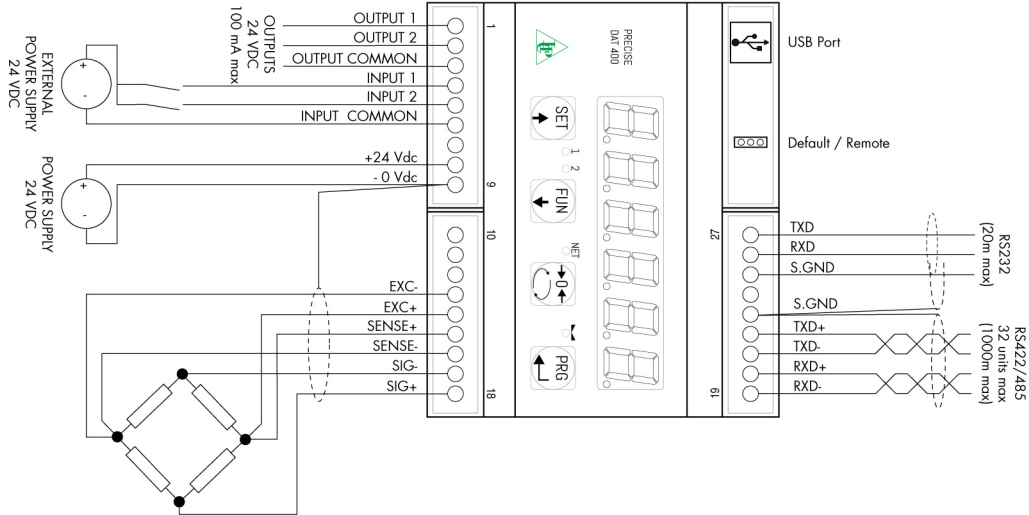 OUTPUT 1
OUTPUT 2
OUTPUT COMMON
INPUT 1
INPUT 2
INPUT COMMON
+24 Vdc
- 0 Vdc
OUTPUTS
24 VDC
100 mA max
EXTERNAL
POWER SUPPLY
24 VDC
+
-
POWER SUPPLY
24 VDC
+
-
EXC-
EXC+
SENSE+
SENSE-
SIG-
SIG+
1
9
10
18
PRECISE
DAT 400
SET
1
2
FUN
NET
0
PRG
27
19
USB Port
Default / Remote
TXD
RXD
S.GND
S.GND
TXD+
TXD-
RXD+
RXD-
RS232
(20m max)
RS422/485
32 units max
(1000m max)